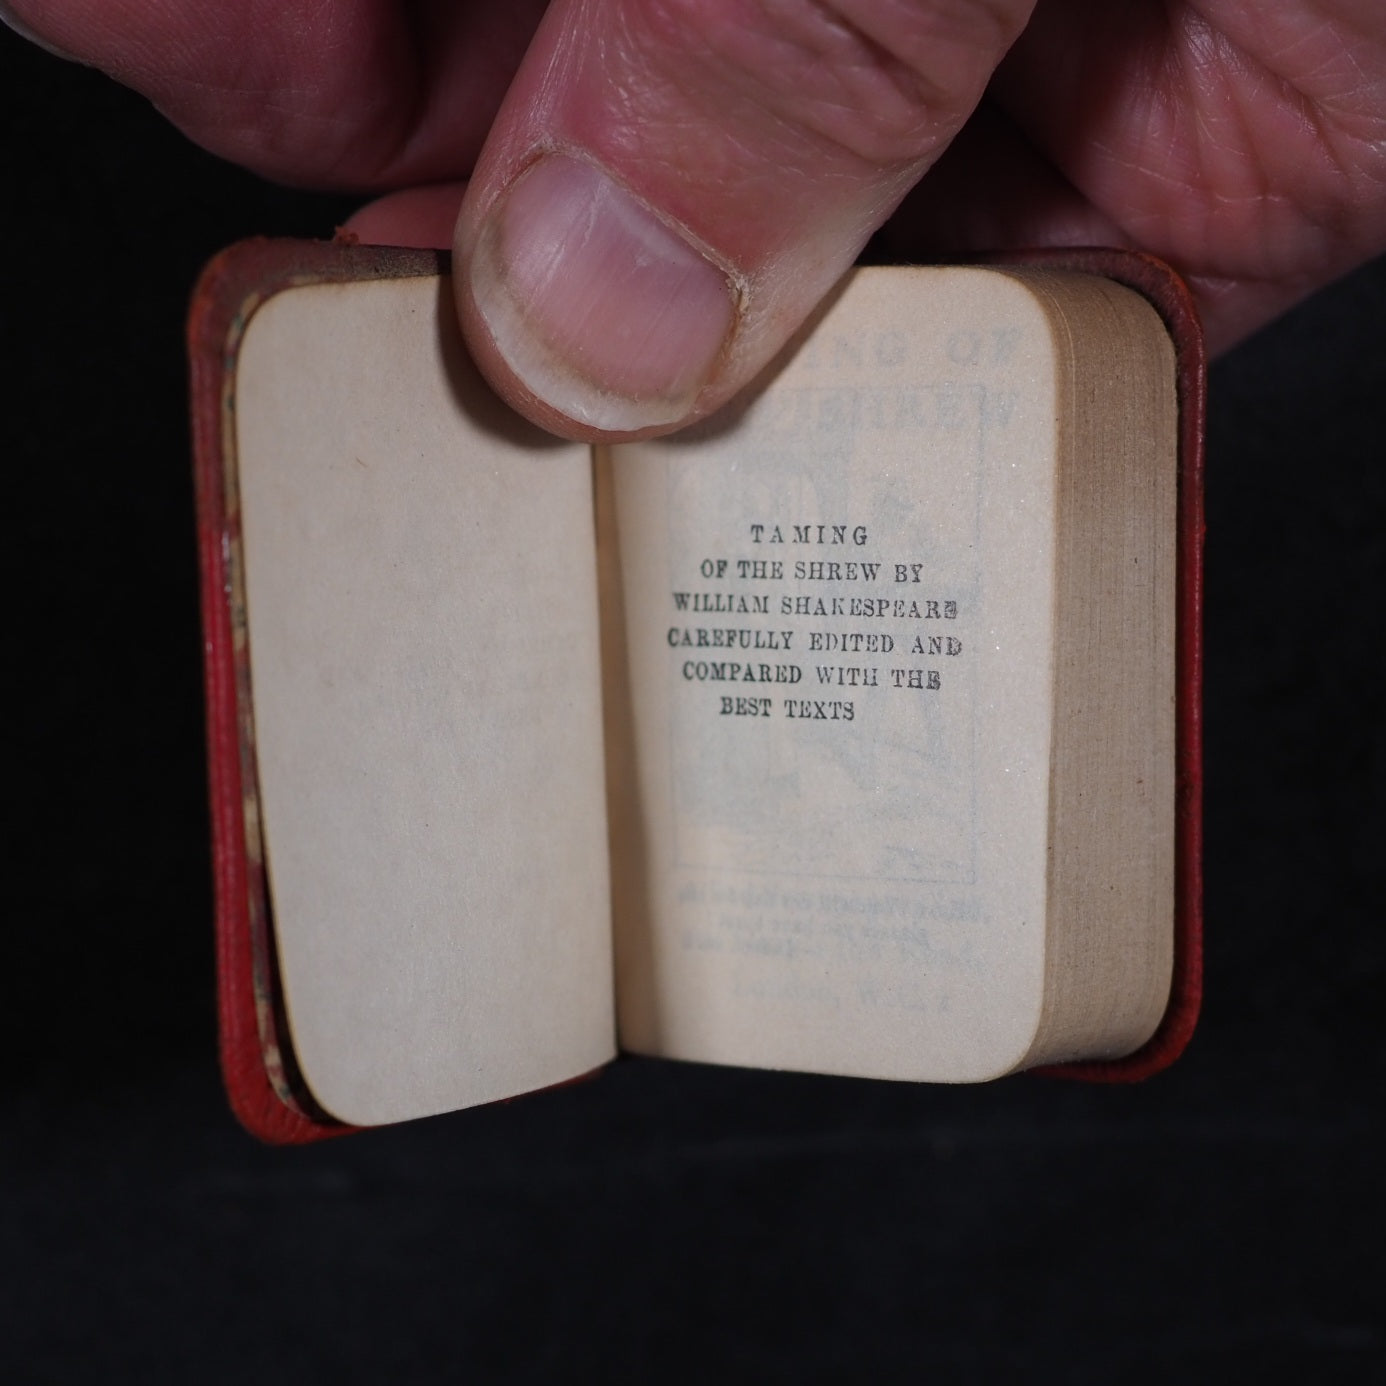 TAMING
OF THE SHREW BY
WILLIAM SHAKESPEARE
CAREFULLY EDITED AND
COMPARED WITH THE
BEST TEXTS